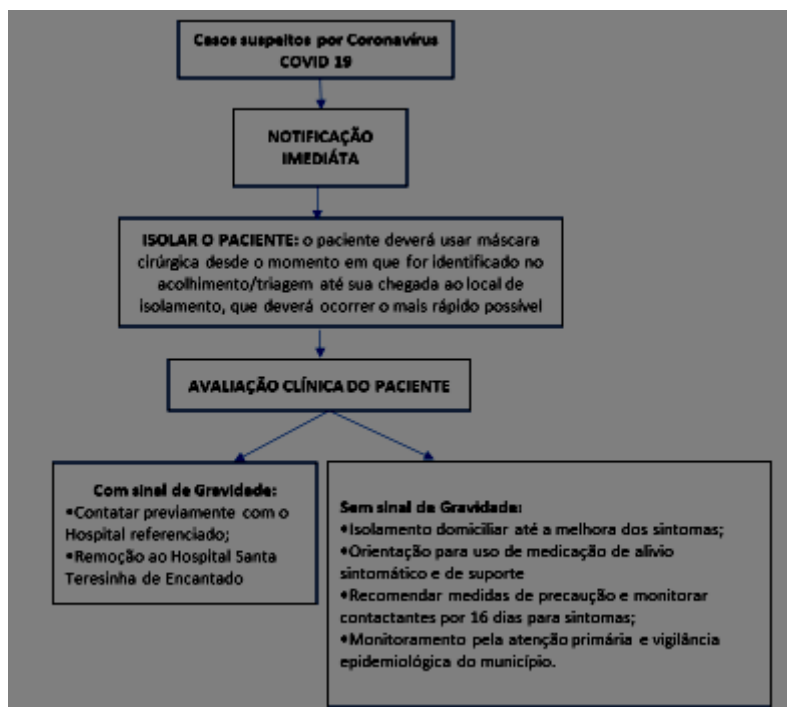 Casos suspeitos por Coronavírus
COVID 19
NOTIFICAÇÃO
IMEDIÁTA
ISOLAR O PACIENTE: o paciente deverá usar máscara
cirúrgica desde o momento em que for identificado no
acolhimento/triagem até sua chegada ao local de
isolamento, que deverá ocorrer o mais rápido possível
AVALIAÇÃO CLÍNICA DO PACIENTE
Com sinal de Gravidade:
•Contatar previamente com o
Hospital referenciado;
•Remoção ao Hospital Santa
Teresinha de Encantado
Sem sinal de Gravidade:
•Isolamento domiciliar até a melhora dos sintomas;
•Orientação para uso de medicação de alívio
sintomático e de suporte
•Recomendar medidas de precaução e monitorar
contactantes por 16 dias para sintomas;
•Monitoramento pela atenção primária e vigilância
epidemiológica do município.